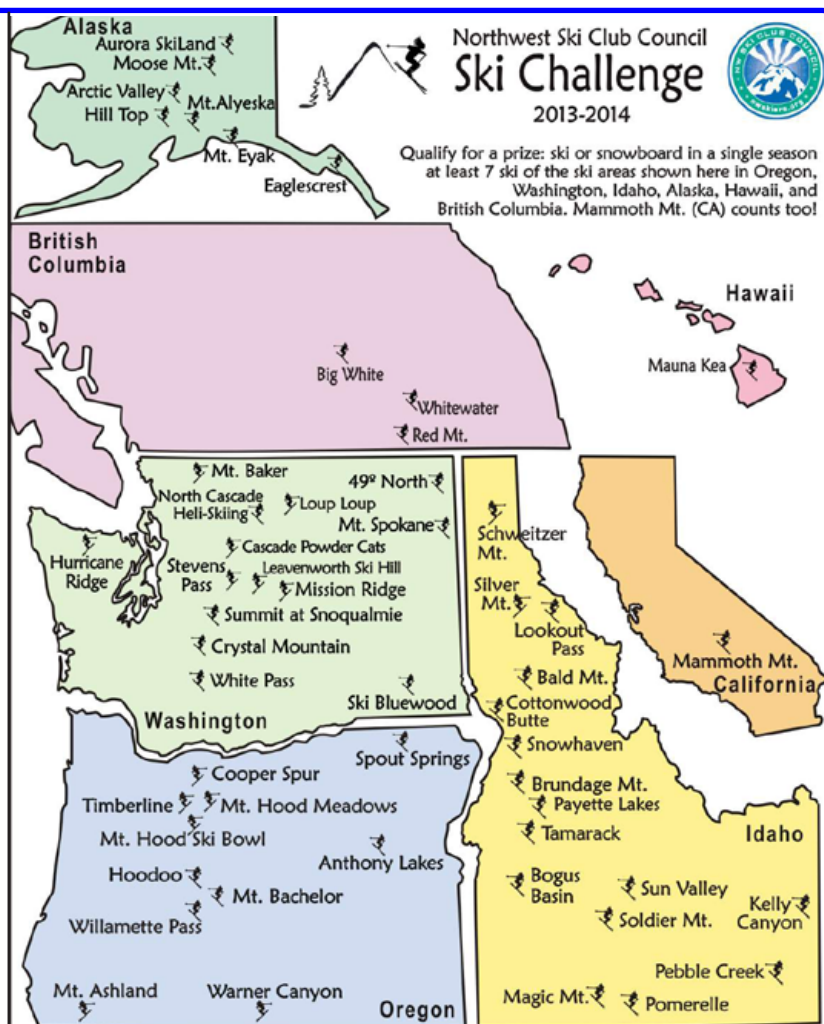 Alaska
Aurora SkiLand
Moose Mt.
Arctic Valley
Mt.Alyeska
Hill Top
Mt. Eyak
Eaglescrest
Northwest Ski Club Council
Ski Challenge
2013-2014
NW SKI CLUB COUNCIL
nwskiers.org
Qualify for a prize: ski or snowboard in a single season
at least 7 ski of the ski areas shown here in Oregon,
Washington, Idaho, Alaska, Hawaii, and
British Columbia. Mammoth Mt. (CA) counts too!
British
Columbia
Big White
Whitewater
Red Mt.
Hawaii
Mauna Kea
Mt. Baker
49º North
North Cascade
Heli-Skiing
Loup Loup
Mt. Spokane
Hurricane
Ridge
Cascade Powder Cats
Stevens
Pass
Leavenworth Ski Hill
Mission Ridge
Summit at Snoqualmie
Crystal Mountain
White Pass
Ski Bluewood
Washington
Schweitzer
Mt.
Silver
Mt.
Lookout
Pass
Bald Mt.
Cottonwood
Butte
Snowhaven
Brundage Mt.
Payette Lakes
Tamarack
Idaho
Bogus
Basin
Sun Valley
Soldier Mt.
Kelly
Canyon
Pebble Creek
Magic Mt.
Pomerelle
Mammoth Mt.
California
Spout Springs
Cooper Spur
Timberline
Mt. Hood Meadows
Mt. Hood Ski Bowl
Anthony Lakes
Hoodoo
Mt. Bachelor
Willamette Pass
Mt. Ashland
Warner Canyon
Oregon